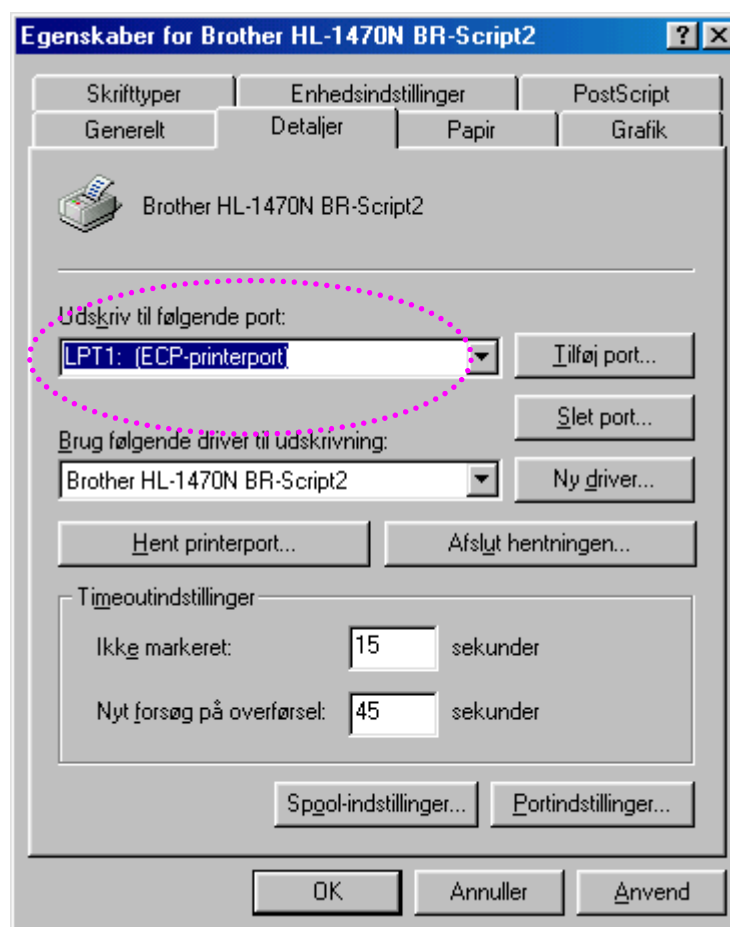 Egenskaber for Brother HL-1470N BR-Script2
Skrifttyper Enhedsindstillinger PostScript
Generelt Detaljer Papir Grafik
Brother HL-1470N BR-Script2
Udskriv til følgende port:
LPT1: (ECP-printerport) Tilføj port...
Slet port...
Brug følgende driver til udskrivning:
Brother HL-1470N BR-Script2 Ny driver...
Hent printerport... Afslut hentningen...
Timeoutindstillinger
Ikke markeret: 15 sekunder
Nyt forsøg på overførsel: 45 sekunder
Spool-indstillinger... Portindstillinger...
OK Annuller Anvend